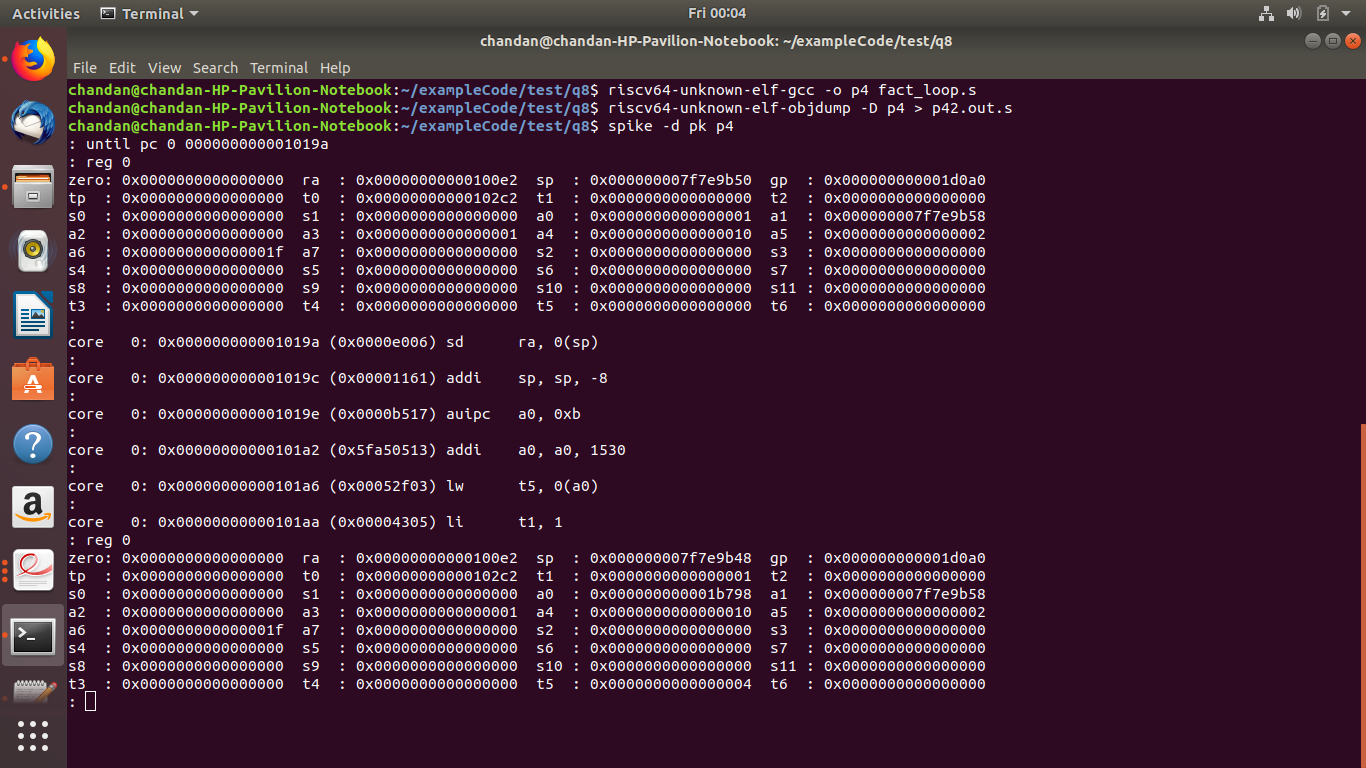 Activities Terminal Fri 00:04
chandan@chandan-HP-Pavilion-Notebook: ~/exampleCode/test/q8
File Edit View Search Terminal Help
chandan@chandan-HP-Pavilion-Notebook:~/exampleCode/test/q8$ riscv64-unknown-elf-gcc -o p4 fact_loop.s
chandan@chandan-HP-Pavilion-Notebook:~/exampleCode/test/q8$ riscv64-unknown-elf-objdump -D p4 > p42.out.s
chandan@chandan-HP-Pavilion-Notebook:~/exampleCode/test/q8$ spike -d pk p4
: until pc 0 000000000001019a
: reg 0
zero: 0x0000000000000000 ra : 0x00000000000100e2 sp : 0x000000007f7e9b50 gp : 0x000000000001d0a0
tp : 0x0000000000000000 t0 : 0x00000000000102c2 t1 : 0x0000000000000000 t2 : 0x0000000000000000
s0 : 0x0000000000000000 s1 : 0x0000000000000000 a0 : 0x0000000000000001 a1 : 0x000000007f7e9b58
a2 : 0x0000000000000000 a3 : 0x0000000000000001 a4 : 0x0000000000000010 a5 : 0x0000000000000002
a6 : 0x000000000000001f a7 : 0x0000000000000000 s2 : 0x0000000000000000 s3 : 0x0000000000000000
s4 : 0x0000000000000000 s5 : 0x0000000000000000 s6 : 0x0000000000000000 s7 : 0x0000000000000000
s8 : 0x0000000000000000 s9 : 0x0000000000000000 s10 : 0x0000000000000000 s11 : 0x0000000000000000
t3 : 0x0000000000000000 t4 : 0x0000000000000000 t5 : 0x0000000000000000 t6 : 0x0000000000000000
:
core 0: 0x000000000001019a (0x0000e006) sd ra, 0(sp)
:
core 0: 0x000000000001019c (0x00001161) addi sp, sp, -8
:
core 0: 0x000000000001019e (0x0000b517) auipc a0, 0xb
:
core 0: 0x00000000000101a2 (0x5fa50513) addi a0, a0, 1530
:
core 0: 0x00000000000101a6 (0x00052f03) lw t5, 0(a0)
:
core 0: 0x00000000000101aa (0x00004305) li t1, 1
: reg 0
zero: 0x0000000000000000 ra : 0x00000000000100e2 sp : 0x000000007f7e9b48 gp : 0x000000000001d0a0
tp : 0x0000000000000000 t0 : 0x00000000000102c2 t1 : 0x0000000000000001 t2 : 0x0000000000000000
s0 : 0x0000000000000000 s1 : 0x0000000000000000 a0 : 0x000000000001b798 a1 : 0x000000007f7e9b58
a2 : 0x0000000000000000 a3 : 0x0000000000000001 a4 : 0x0000000000000010 a5 : 0x0000000000000002
a6 : 0x000000000000001f a7 : 0x0000000000000000 s2 : 0x0000000000000000 s3 : 0x0000000000000000
s4 : 0x0000000000000000 s5 : 0x0000000000000000 s6 : 0x0000000000000000 s7 : 0x0000000000000000
s8 : 0x0000000000000000 s9 : 0x0000000000000000 s10 : 0x0000000000000000 s11 : 0x0000000000000000
t3 : 0x0000000000000000 t4 : 0x0000000000000000 t5 : 0x0000000000000004 t6 : 0x0000000000000000
: